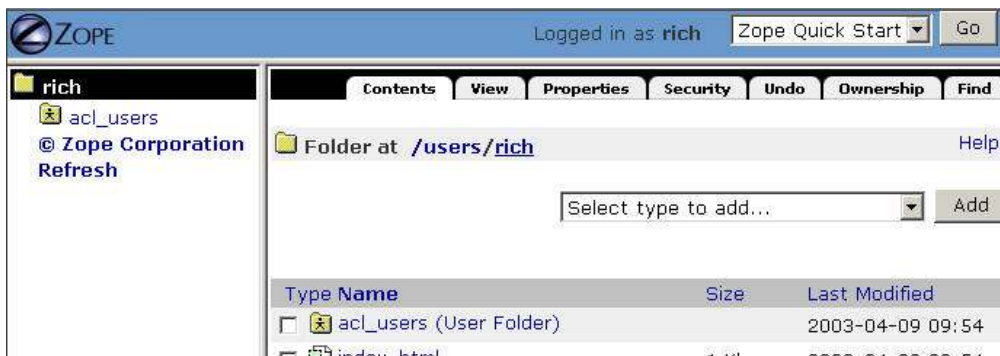 ZOPE
Logged in as rich
Zope Quick Start
Go
rich
acl_users
© Zope Corporation
Refresh
Contents View Properties Security Undo Ownership Find
Folder at /users/rich
Help
Select type to add...
Add
Type Name Size Last Modified
acl_users (User Folder) 2003-04-09 09:54
index_html